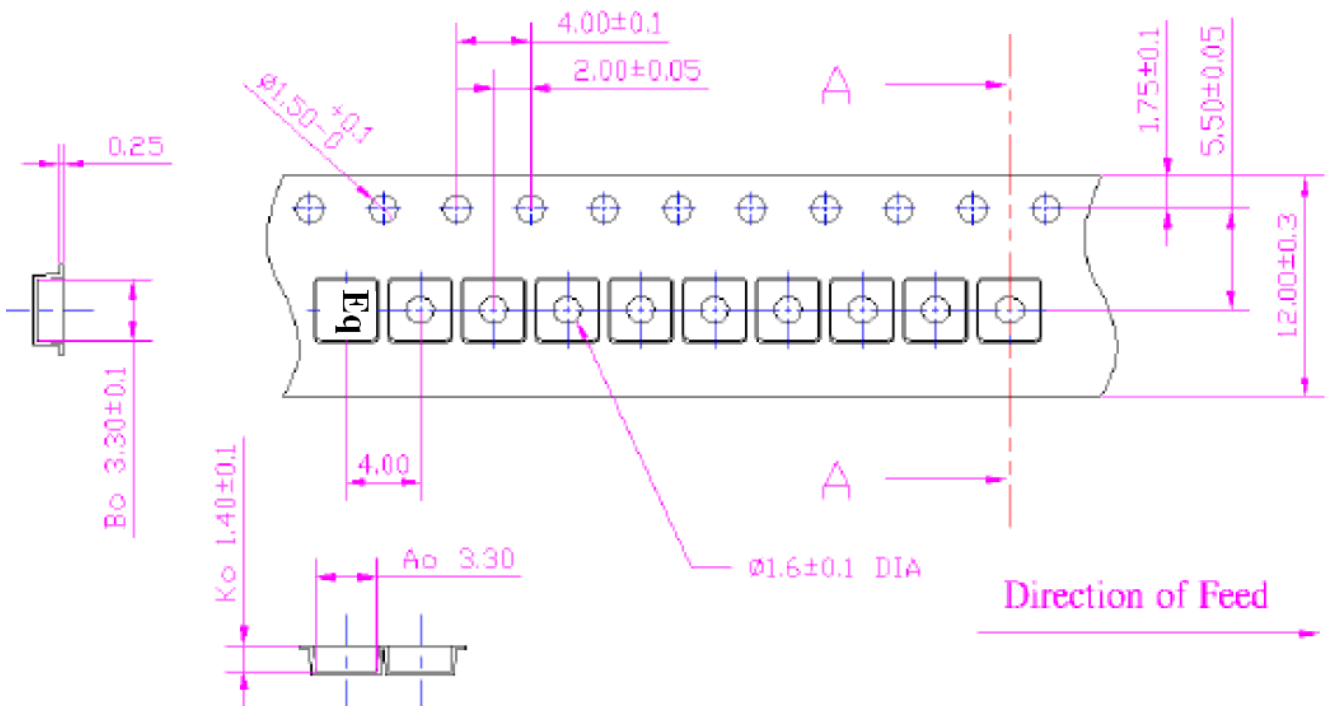 4.00±0.1
2.00±0.05
Ø1.50 +0.1 -0
A
1.75±0.1
5.50±0.05
0.25
12.00±0.3
Eq
Bo 3.30±0.1
4.00
A
Ko 1.40±0.1
Ao 3.30
Ø1.6±0.1 DIA
Direction of Feed